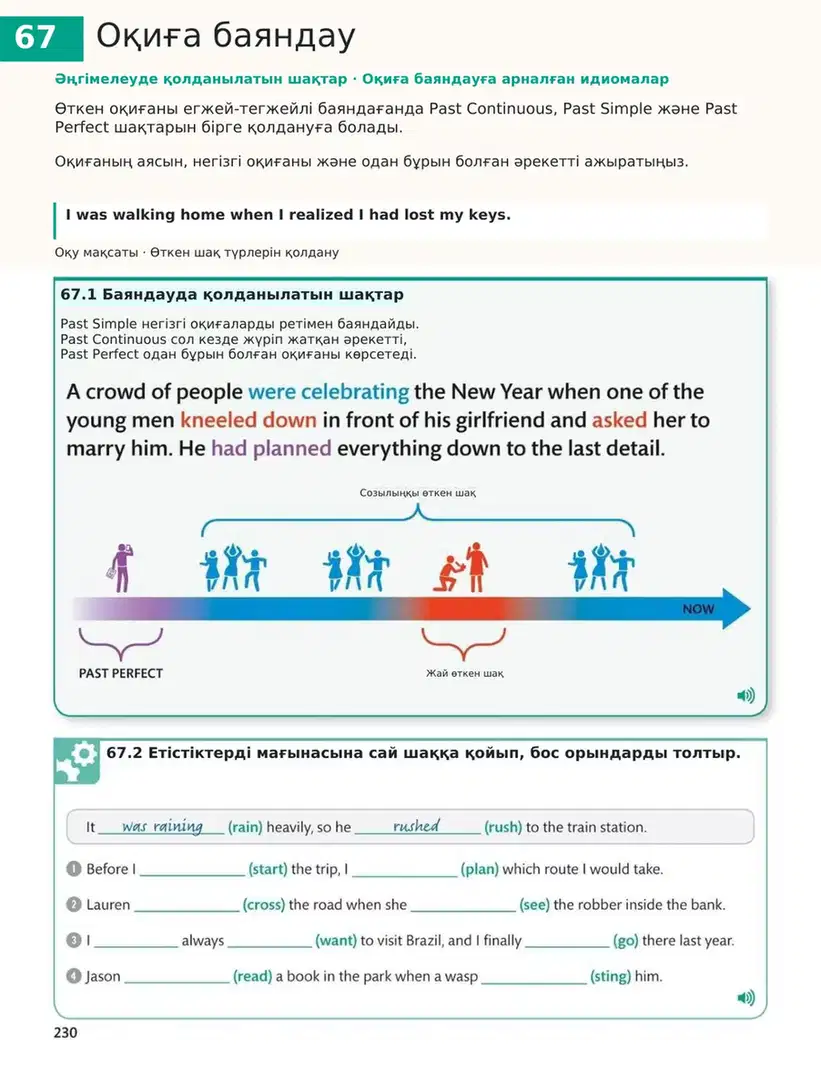 67 Оқиға баяндау
Әңгімелеуде қолданылатын шақтар · Оқиға баяндауға арналған идиомалар
Өткен оқиғаны егжей-тегжейлі баяндағанда Past Continuous, Past Simple және Past
Perfect шақтарын бірге қолдануға болады.
Оқиғаның аясын, негізгі оқиғаны және одан бұрын болған әрекетті ажыратыңыз.
I was walking home when I realized I had lost my keys.
Оқу мақсаты · Өткен шақ түрлерін қолдану
67.1 Баяндауда қолданылатын шақтар
Past Simple негізгі оқиғаларды ретімен баяндайды.
Past Continuous сол кезде жүріп жатқан әрекетті,
Past Perfect одан бұрын болған оқиғаны көрсетеді.
A crowd of people were celebrating the New Year when one of the
young men kneeled down in front of his girlfriend and asked her to
marry him. He had planned everything down to the last detail.
Созылыңқы өткен шақ
NOW
PAST PERFECT
Жай өткен шақ
67.2 Етістіктерді мағынасына сай шаққа қойып, бос орындарды толтыр.
It was raining (rain) heavily, so he rushed (rush) to the train station.
1 Before I ____________ (start) the trip, I ____________ (plan) which route I would take.
2 Lauren ____________ (cross) the road when she ____________ (see) the robber inside the bank.
3 I __________ always __________ (want) to visit Brazil, and I finally __________ (go) there last year.
4 Jason ____________ (read) a book in the park when a wasp ____________ (sting) him.
230